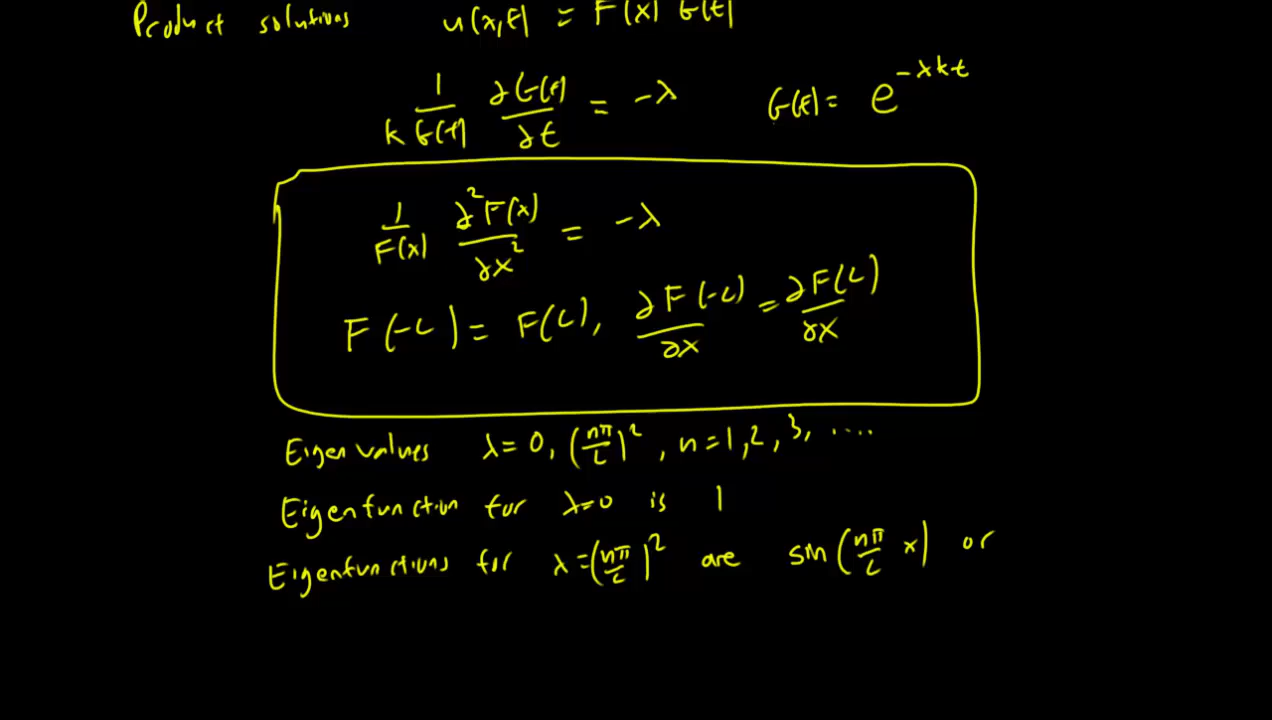 Product solutions u(x,t) = F(x) G(t)
1/(k G(t)) ∂G(t)/∂t = -λ G(t) = e^(-λkt)
1/F(x) ∂²F(x)/∂x² = -λ
F(-L) = F(L), ∂F(-L)/∂x = ∂F(L)/∂x
Eigenvalues λ = 0, (nπ/L)², n = 1, 2, 3, ....
Eigenfunction for λ=0 is 1
Eigenfunctions for λ = (nπ/L)² are sin(nπ/L x) or